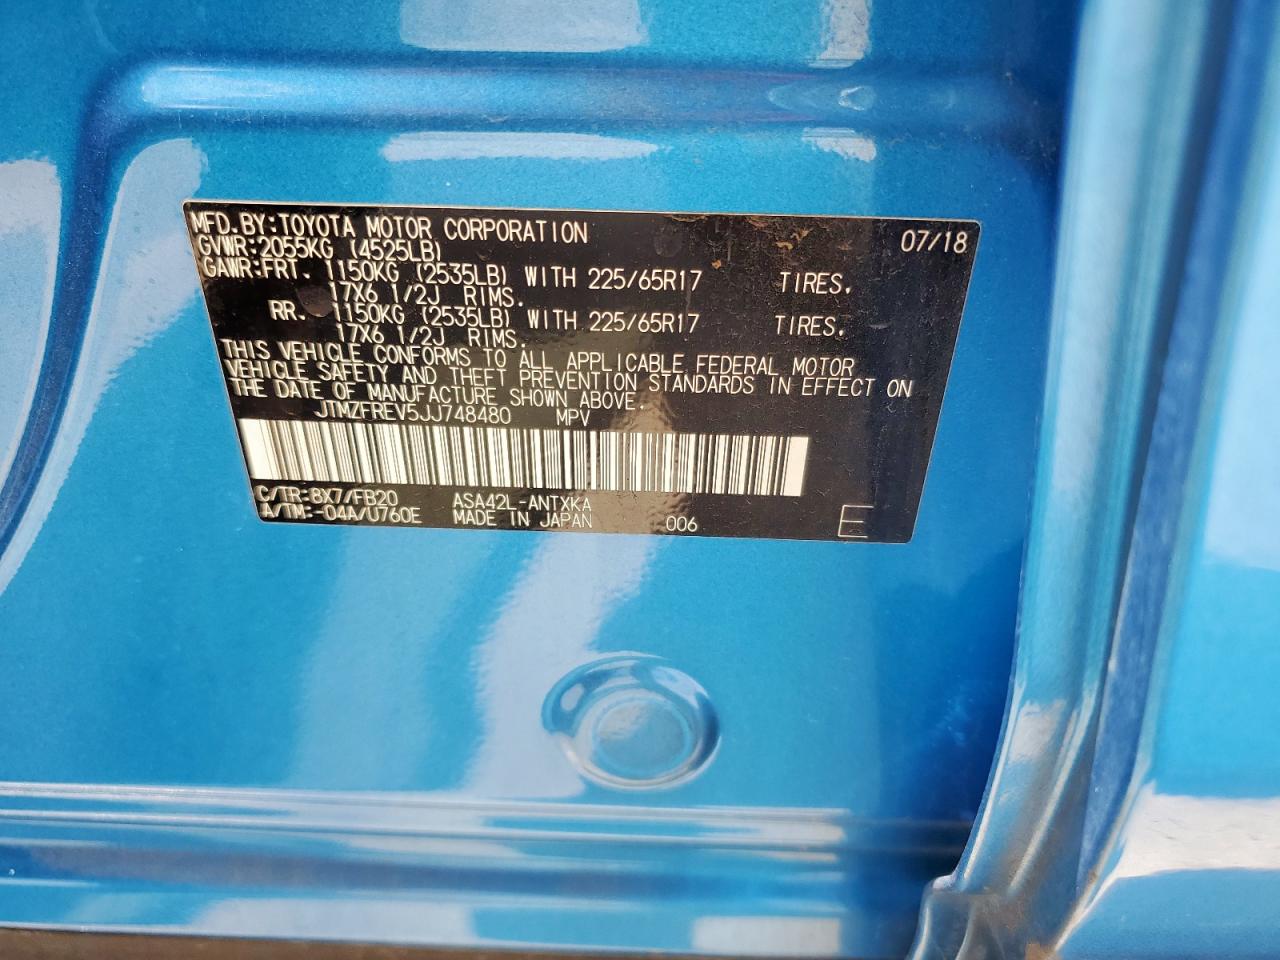 MFD.BY:TOYOTA MOTOR CORPORATION 07/18
GVWR:2055KG (4525LB)
GAWR:FRT. 1150KG (2535LB) WITH 225/65R17 TIRES,
17X6 1/2J RIMS.
RR. 1150KG (2535LB) WITH 225/65R17 TIRES,
17X6 1/2J RIMS.
THIS VEHICLE CONFORMS TO ALL APPLICABLE FEDERAL MOTOR
VEHICLE SAFETY AND THEFT PREVENTION STANDARDS IN EFFECT ON
THE DATE OF MANUFACTURE SHOWN ABOVE.
JTMZFREV5JJ748480 MPV
C/TR:8X7/FB20 ASA42L-ANTXKA
A/TM:-04A/U760E MADE IN JAPAN 006 E